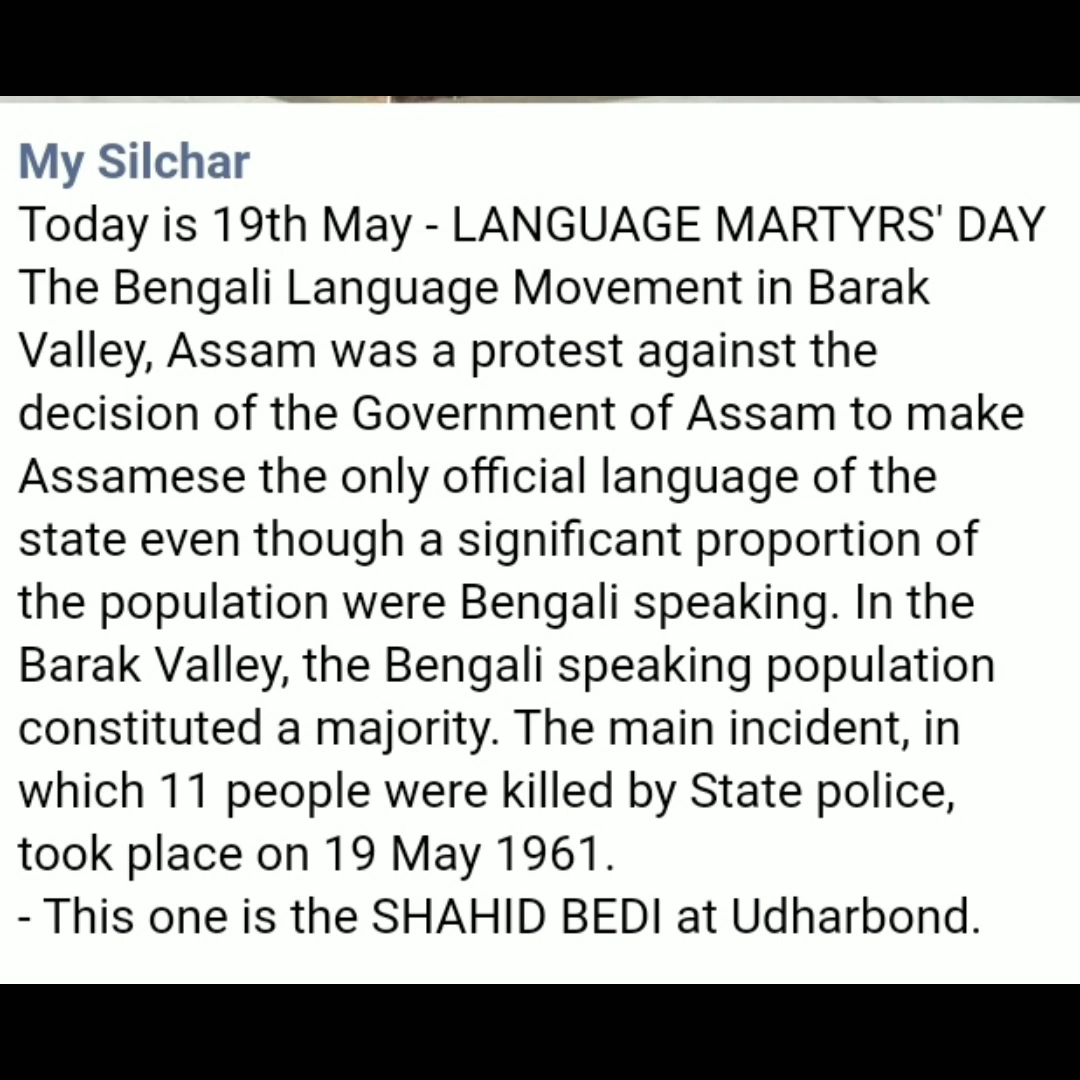 My Silchar
Today is 19th May - LANGUAGE MARTYRS' DAY
The Bengali Language Movement in Barak
Valley, Assam was a protest against the
decision of the Government of Assam to make
Assamese the only official language of the
state even though a significant proportion of
the population were Bengali speaking. In the
Barak Valley, the Bengali speaking population
constituted a majority. The main incident, in
which 11 people were killed by State police,
took place on 19 May 1961.
- This one is the SHAHID BEDI at Udharbond.